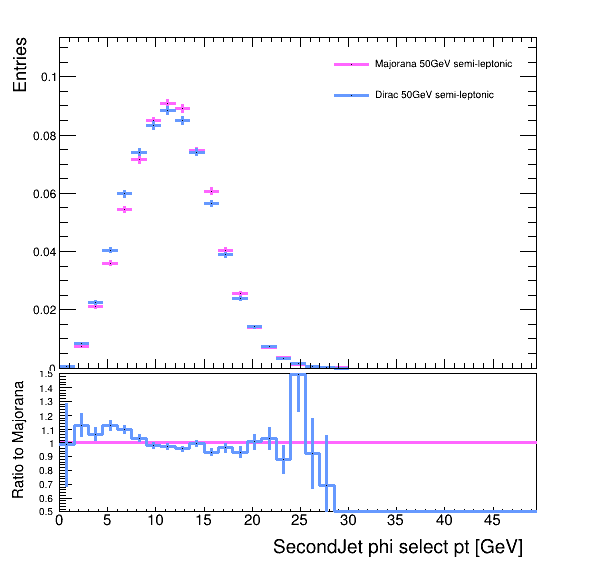 Entries
0.1
0.08
0.06
0.04
0.02
0
Majorana 50GeV semi-leptonic
Dirac 50GeV semi-leptonic
Ratio to Majorana
1.5
1.4
1.3
1.2
1.1
1
0.9
0.8
0.7
0.6
0.5
0 5 10 15 20 25 30 35 40 45
SecondJet phi select pt [GeV]